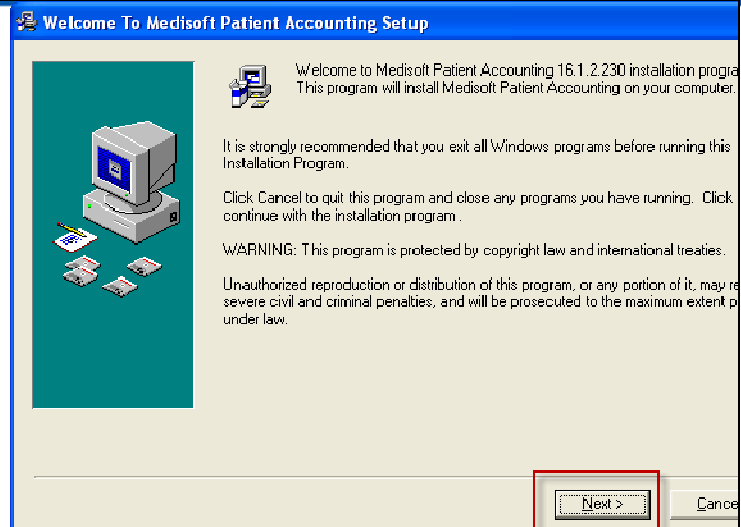 Welcome To Medisoft Patient Accounting Setup
Welcome to Medisoft Patient Accounting 16.1.2.230 installation progra
This program will install Medisoft Patient Accounting on your computer.
It is strongly recommended that you exit all Windows programs before running this
Installation Program.
Click Cancel to quit this program and close any programs you have running. Click
continue with the installation program.
WARNING: This program is protected by copyright law and international treaties.
Unauthorized reproduction or distribution of this program, or any portion of it, may re
severe civil and criminal penalties, and will be prosecuted to the maximum extent p
under law.
Next > Cance